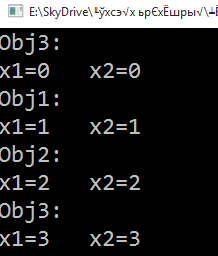 E:\SkyDrive\
Obj3:
x1=0 x2=0
Obj1:
x1=1 x2=1
Obj2:
x1=2 x2=2
Obj3:
x1=3 x2=3